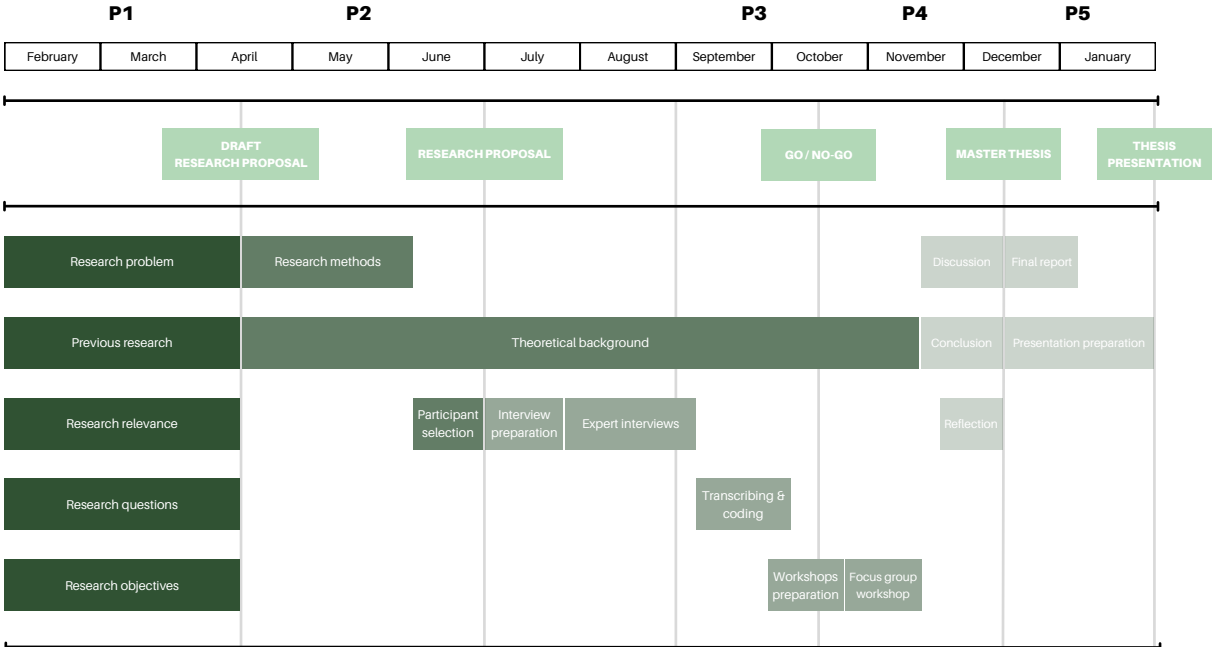 P1 P2 P3 P4 P5
February March April May June July August September October November December January
DRAFT
RESEARCH PROPOSAL
RESEARCH PROPOSAL
GO / NO-GO
MASTER THESIS
THESIS
PRESENTATION
Research problem
Research methods
Discussion
Final report
Previous research
Theoretical background
Conclusion
Presentation preparation
Research relevance
Participant
selection
Interview
preparation
Expert interviews
Reflection
Research questions
Transcribing &
coding
Research objectives
Workshops
preparation
Focus group
workshop